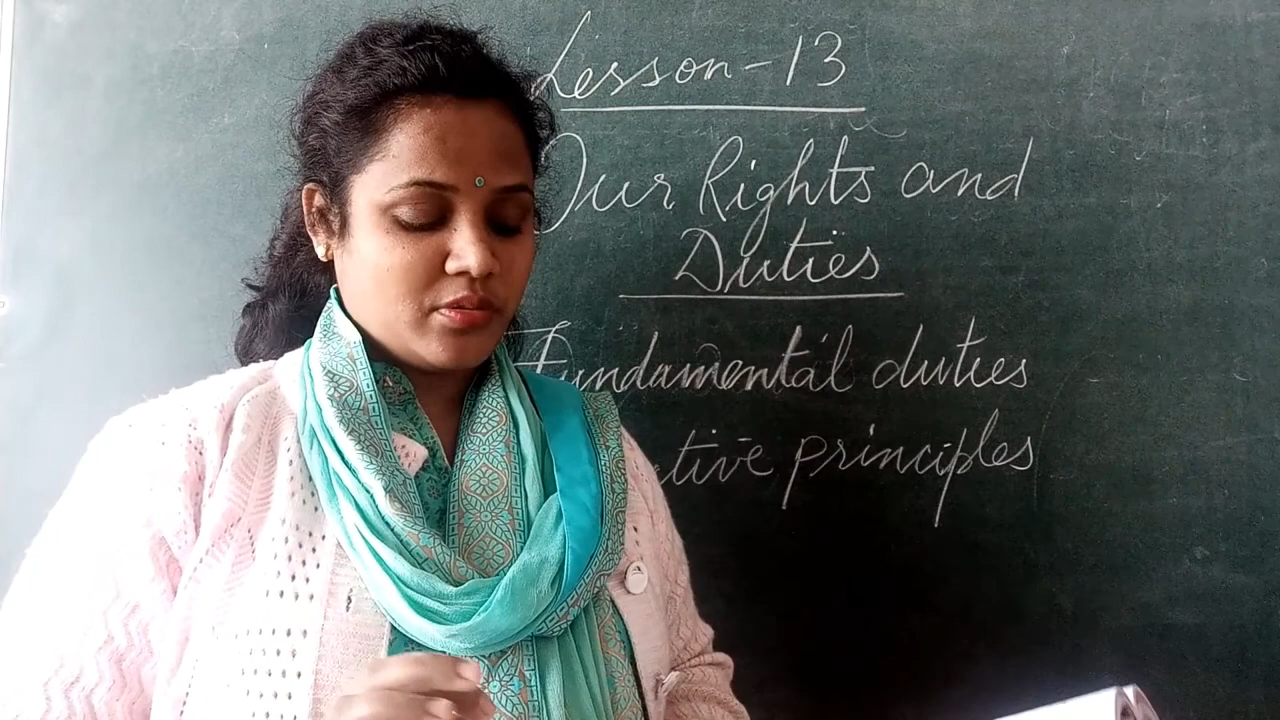 Lesson-13
Our Rights and
Duties
Fundamental duties
principles